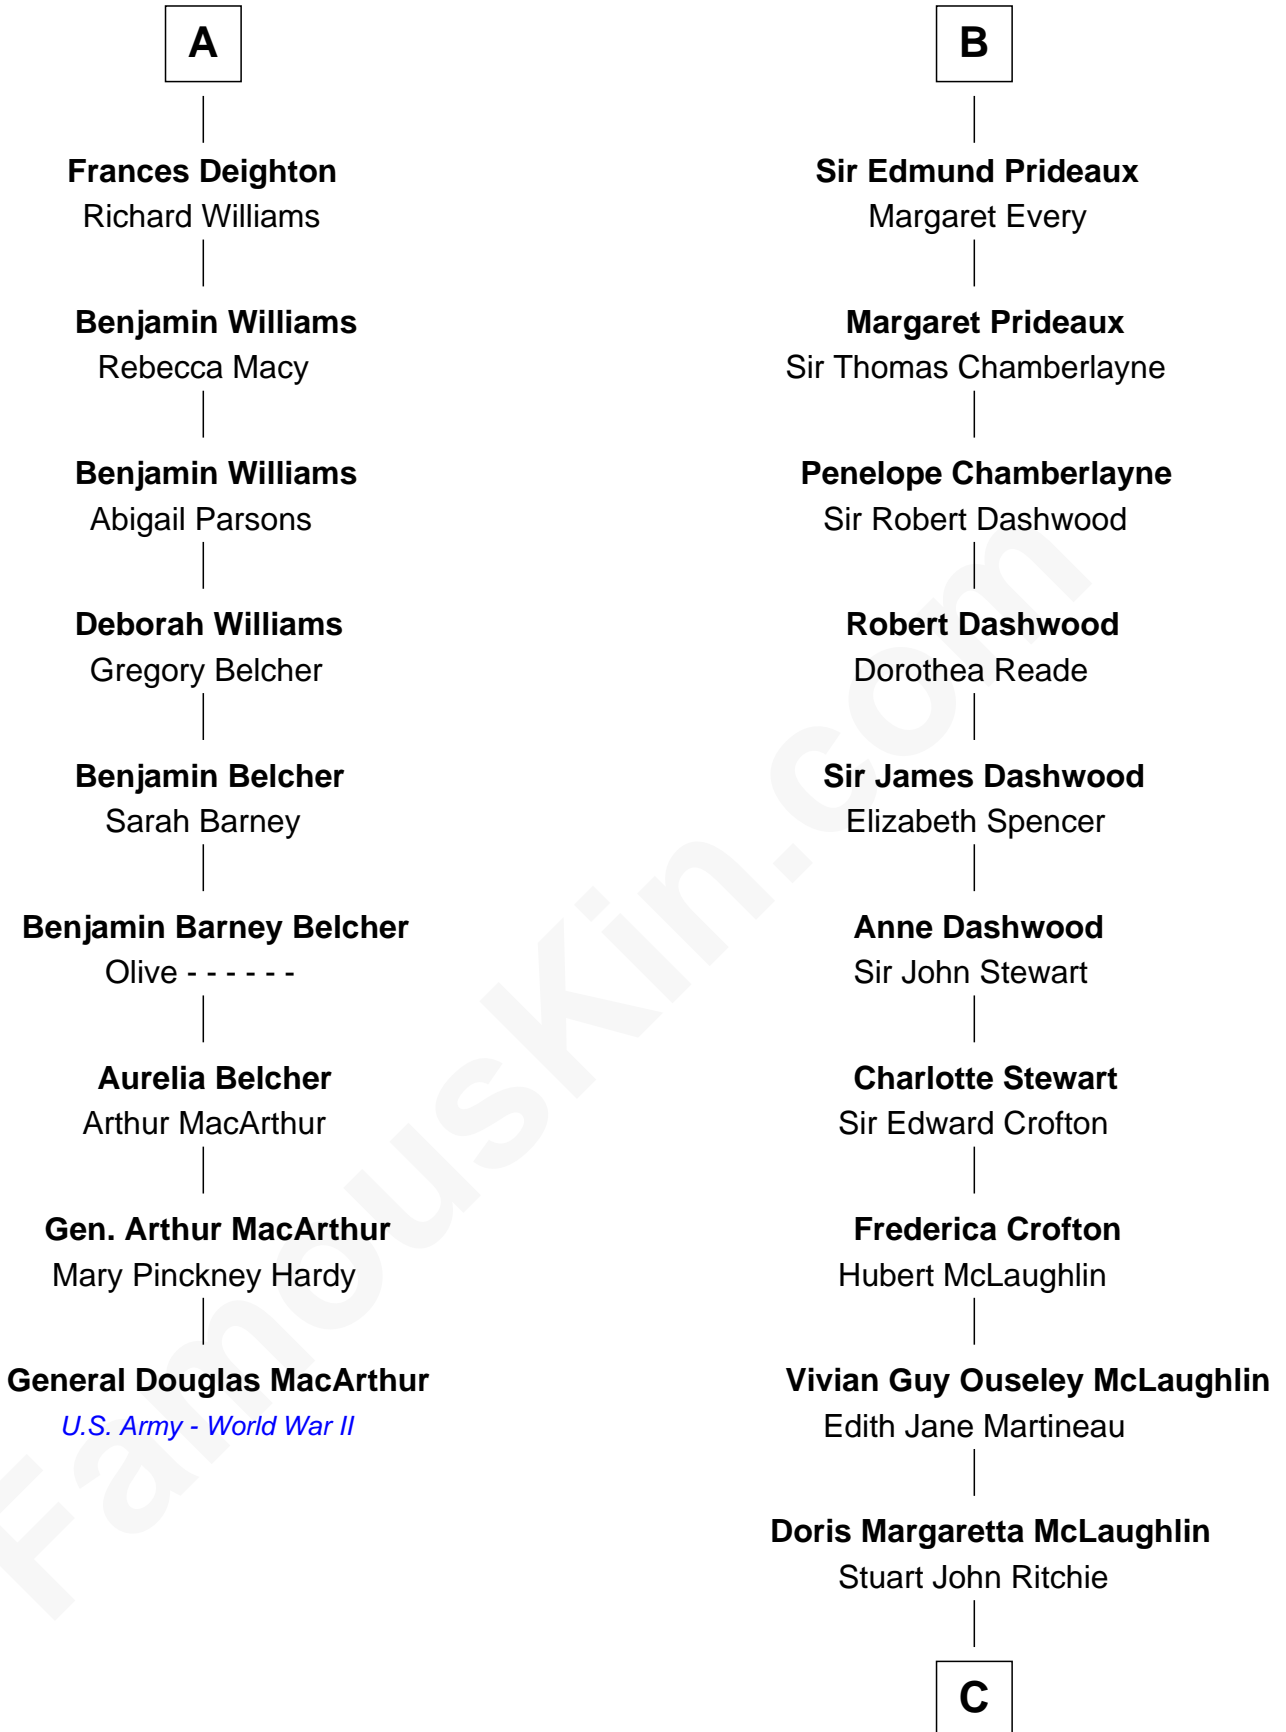 A
Frances Deighton
Richard Williams
Benjamin Williams
Rebecca Macy
Benjamin Williams
Abigail Parsons
Deborah Williams
Gregory Belcher
Benjamin Belcher
Sarah Barney
Benjamin Barney Belcher
Olive - - - - - -
Aurelia Belcher
Arthur MacArthur
Gen. Arthur MacArthur
Mary Pinckney Hardy
General Douglas MacArthur
U.S. Army - World War II
B
Sir Edmund Prideaux
Margaret Every
Margaret Prideaux
Sir Thomas Chamberlayne
Penelope Chamberlayne
Sir Robert Dashwood
Robert Dashwood
Dorothea Reade
Sir James Dashwood
Elizabeth Spencer
Anne Dashwood
Sir John Stewart
Charlotte Stewart
Sir Edward Crofton
Frederica Crofton
Hubert McLaughlin
Vivian Guy Ouseley McLaughlin
Edith Jane Martineau
Doris Margaretta McLaughlin
Stuart John Ritchie
C
FamousKin.com